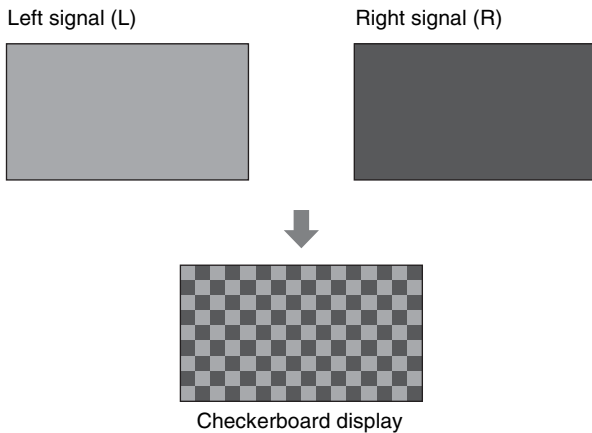 Left signal (L)
Right signal (R)
Checkerboard display